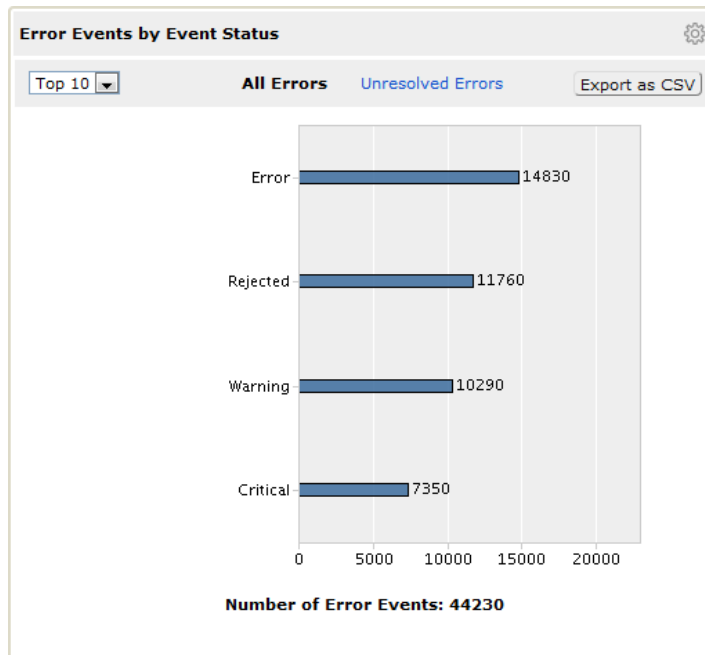 Error Events by Event Status
Top 10 All Errors Unresolved Errors Export as CSV
Error 14830
Rejected 11760
Warning 10290
Critical 7350
0 5000 10000 15000 20000
Number of Error Events: 44230